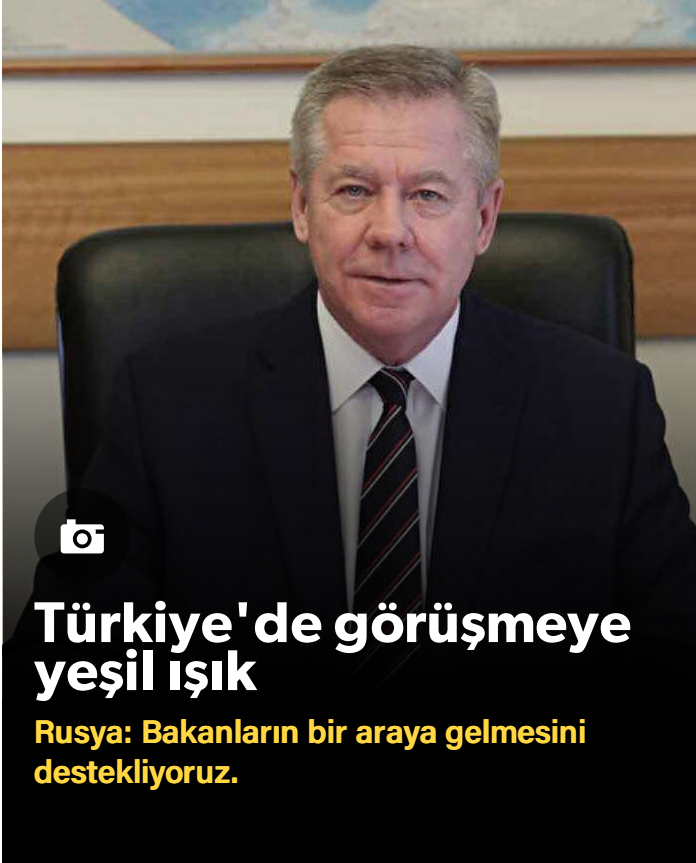 Türkiye'de görüşmeye
yeşil ışık
Rusya: Bakanların bir araya gelmesini
destekliyoruz.